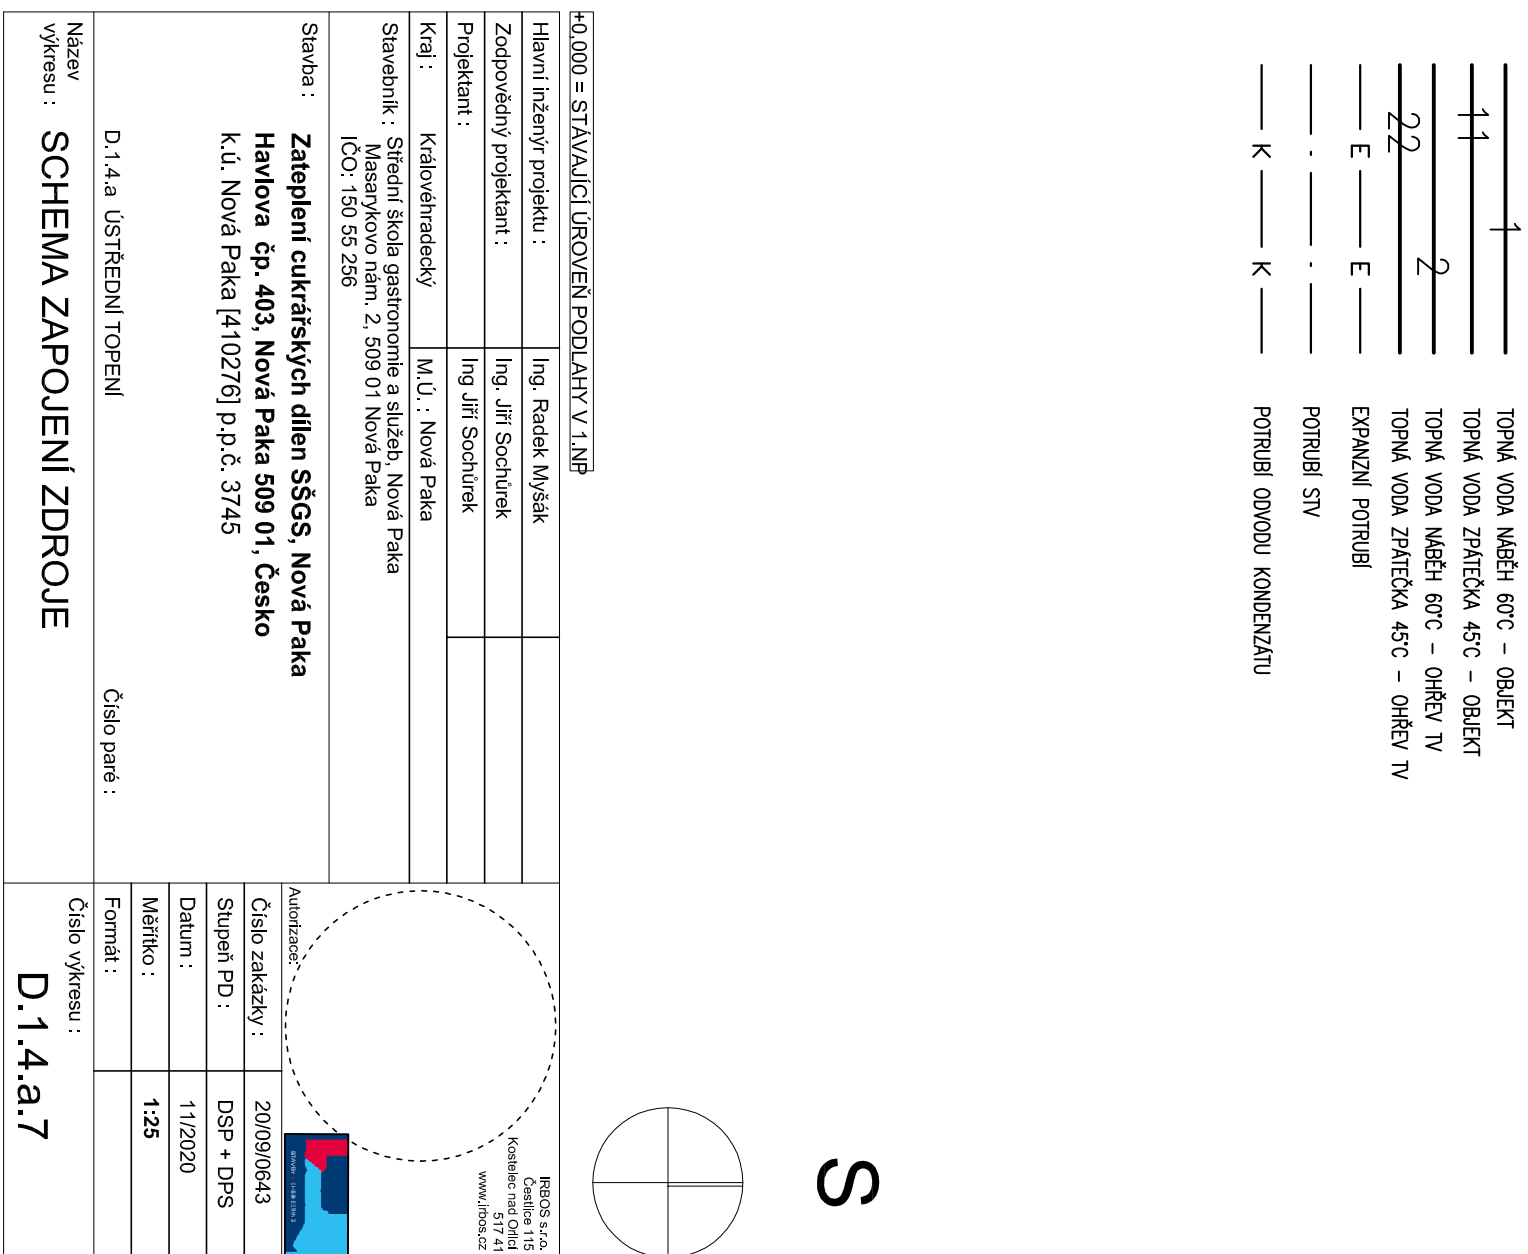 1
TOPNÁ VODA NÁBĚH 60°C – OBJEKT
11
TOPNÁ VODA ZPÁTEČKA 45°C – OBJEKT
2
TOPNÁ VODA NÁBĚH 60°C – OHŘEV TV
22
TOPNÁ VODA ZPÁTEČKA 45°C – OHŘEV TV
E E
EXPANZNÍ POTRUBÍ
POTRUBÍ STV
K K
POTRUBÍ ODVODU KONDENZÁTU
S
+0,000 = STÁVAJÍCÍ ÚROVEŇ PODLAHY V 1.NP
Hlavní inženýr projektu :
Ing. Radek Myšák
Zodpovědný projektant :
Ing. Jiří Sochůrek
Projektant :
Ing Jiří Sochůrek
Kraj :
Královéhradecký
M.Ú. : Nová Paka
Stavebník :
Střední škola gastronomie a služeb, Nová Paka
Masarykovo nám. 2, 509 01 Nová Paka
IČO: 150 55 256
IRBOS s.r.o.
Čestlice 115
Kostelec nad Orlicí
517 41
www.irbos.cz
Autorizace:
Stavba :
Zateplení cukrářských dílen SŠGS, Nová Paka
Havlova čp. 403, Nová Paka 509 01, Česko
k.ú. Nová Paka [410276] p.p.č. 3745
Číslo zakázky :
20/09/0643
Stupeň PD :
DSP + DPS
Datum :
11/2020
Měřítko :
1:25
Formát :
D.1.4.a ÚSTŘEDNÍ TOPENÍ
Číslo paré :
Název
výkresu :
SCHEMA ZAPOJENÍ ZDROJE
Číslo výkresu :
D.1.4.a.7